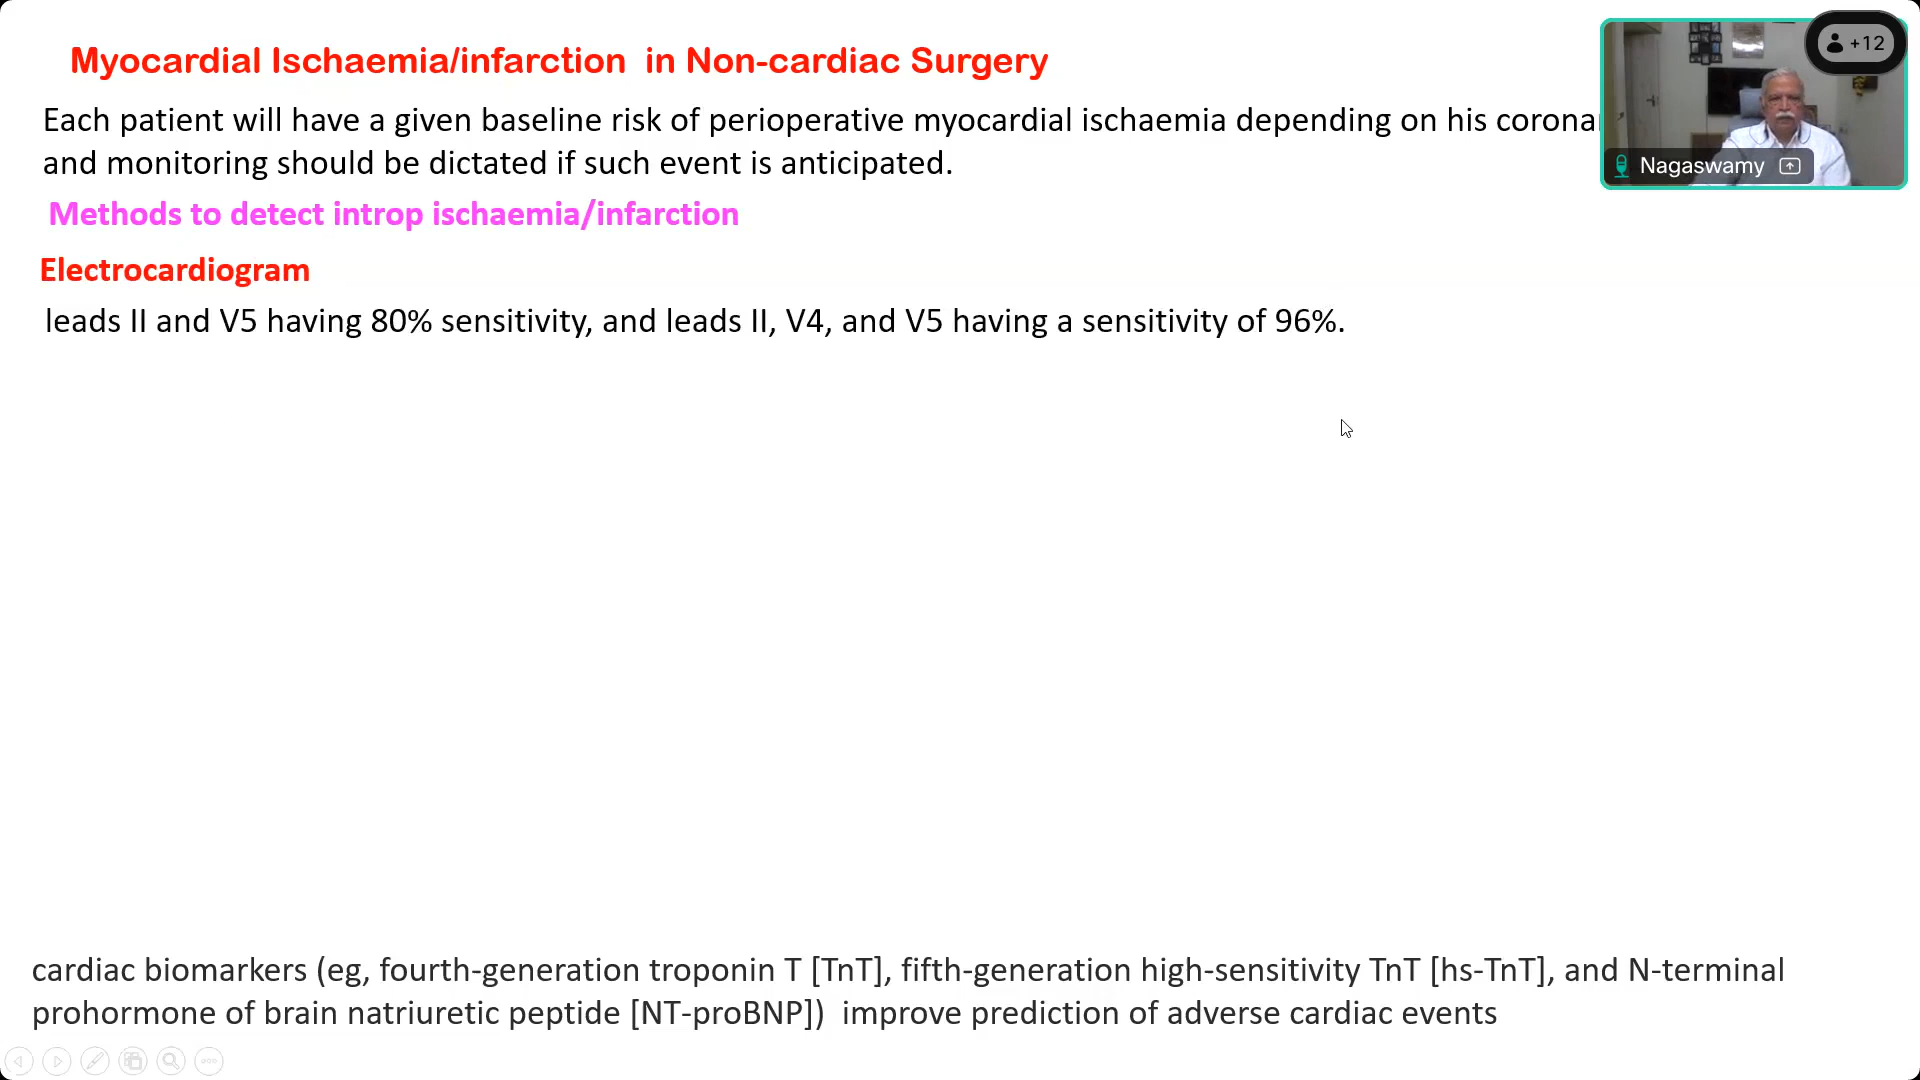 Myocardial Ischaemia/infarction in Non-cardiac Surgery
+12
Each patient will have a given baseline risk of perioperative myocardial ischaemia depending on his
and monitoring should be dictated if such event is anticipated.
Nagaswamy
Methods to detect introp ischaemia/infarction
Electrocardiogram
leads II and V5 having 80% sensitivity, and leads II, V4, and V5 having a sensitivity of 96%.
cardiac biomarkers (eg, fourth-generation troponin T [TnT], fifth-generation high-sensitivity TnT [hs-TnT], and N-terminal
prohormone of brain natriuretic peptide [NT-proBNP]) improve prediction of adverse cardiac events